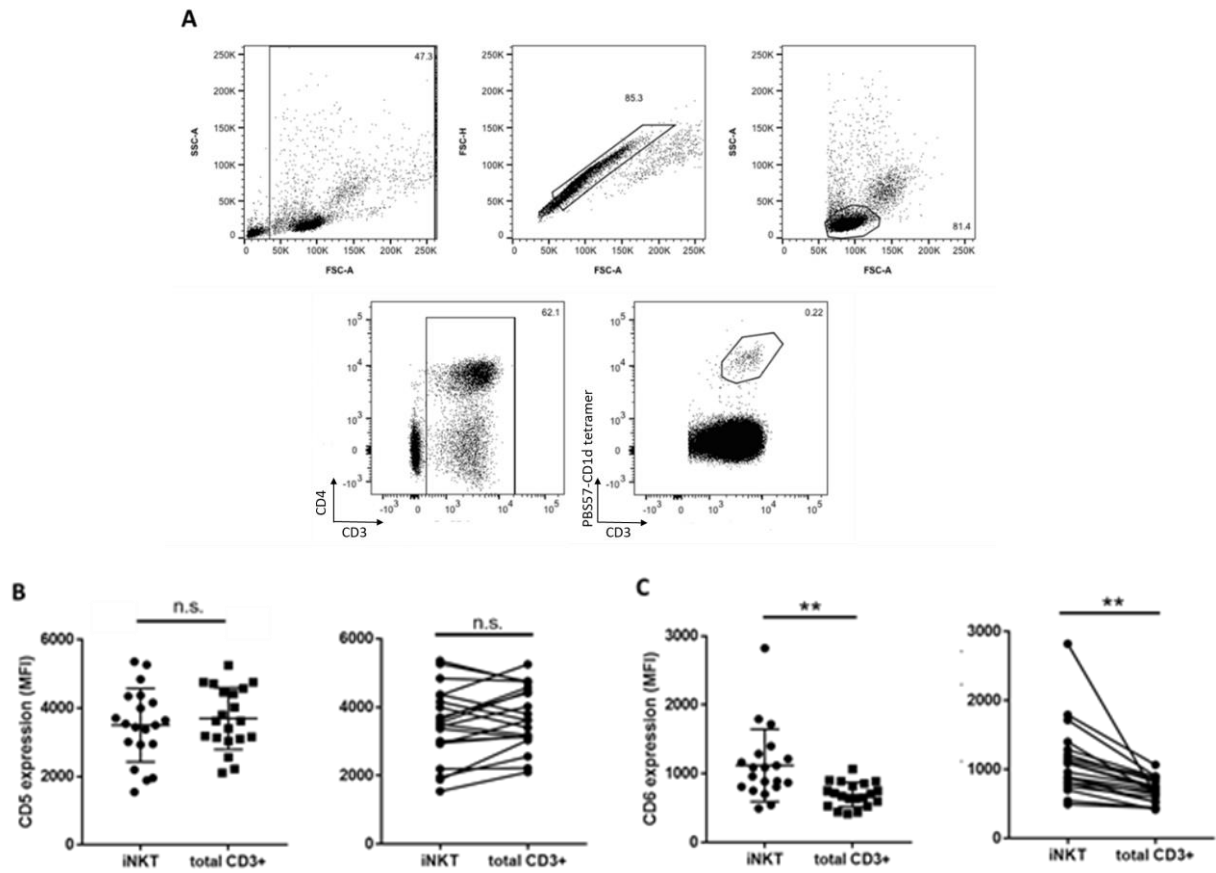 A
250K
200K
150K
100K
50K
0
SSC-A
47.3
0 50K 100K 150K 200K 250K
FSC-A
250K
200K
150K
100K
50K
0
FSC-H
85.3
0 50K 100K 150K 200K 250K
FSC-A
250K
200K
150K
100K
50K
0
SSC-A
81.4
0 50K 100K 150K 200K 250K
FSC-A
62.1
10^5
10^4
10^3
0
-10^3
CD4
-10^3 0 10^3 10^4 10^5
CD3
0.22
10^5
10^4
10^3
0
-10^3
PBS57-CD1d tetramer
-10^3 0 10^3 10^4 10^5
CD3
B
n.s.
6000
4000
2000
0
CD5 expression (MFI)
iNKT total CD3+
n.s.
6000
4000
2000
0
iNKT total CD3+
C
**
3000
2000
1000
0
CD6 expression (MFI)
iNKT total CD3+
**
3000
2000
1000
0
iNKT total CD3+